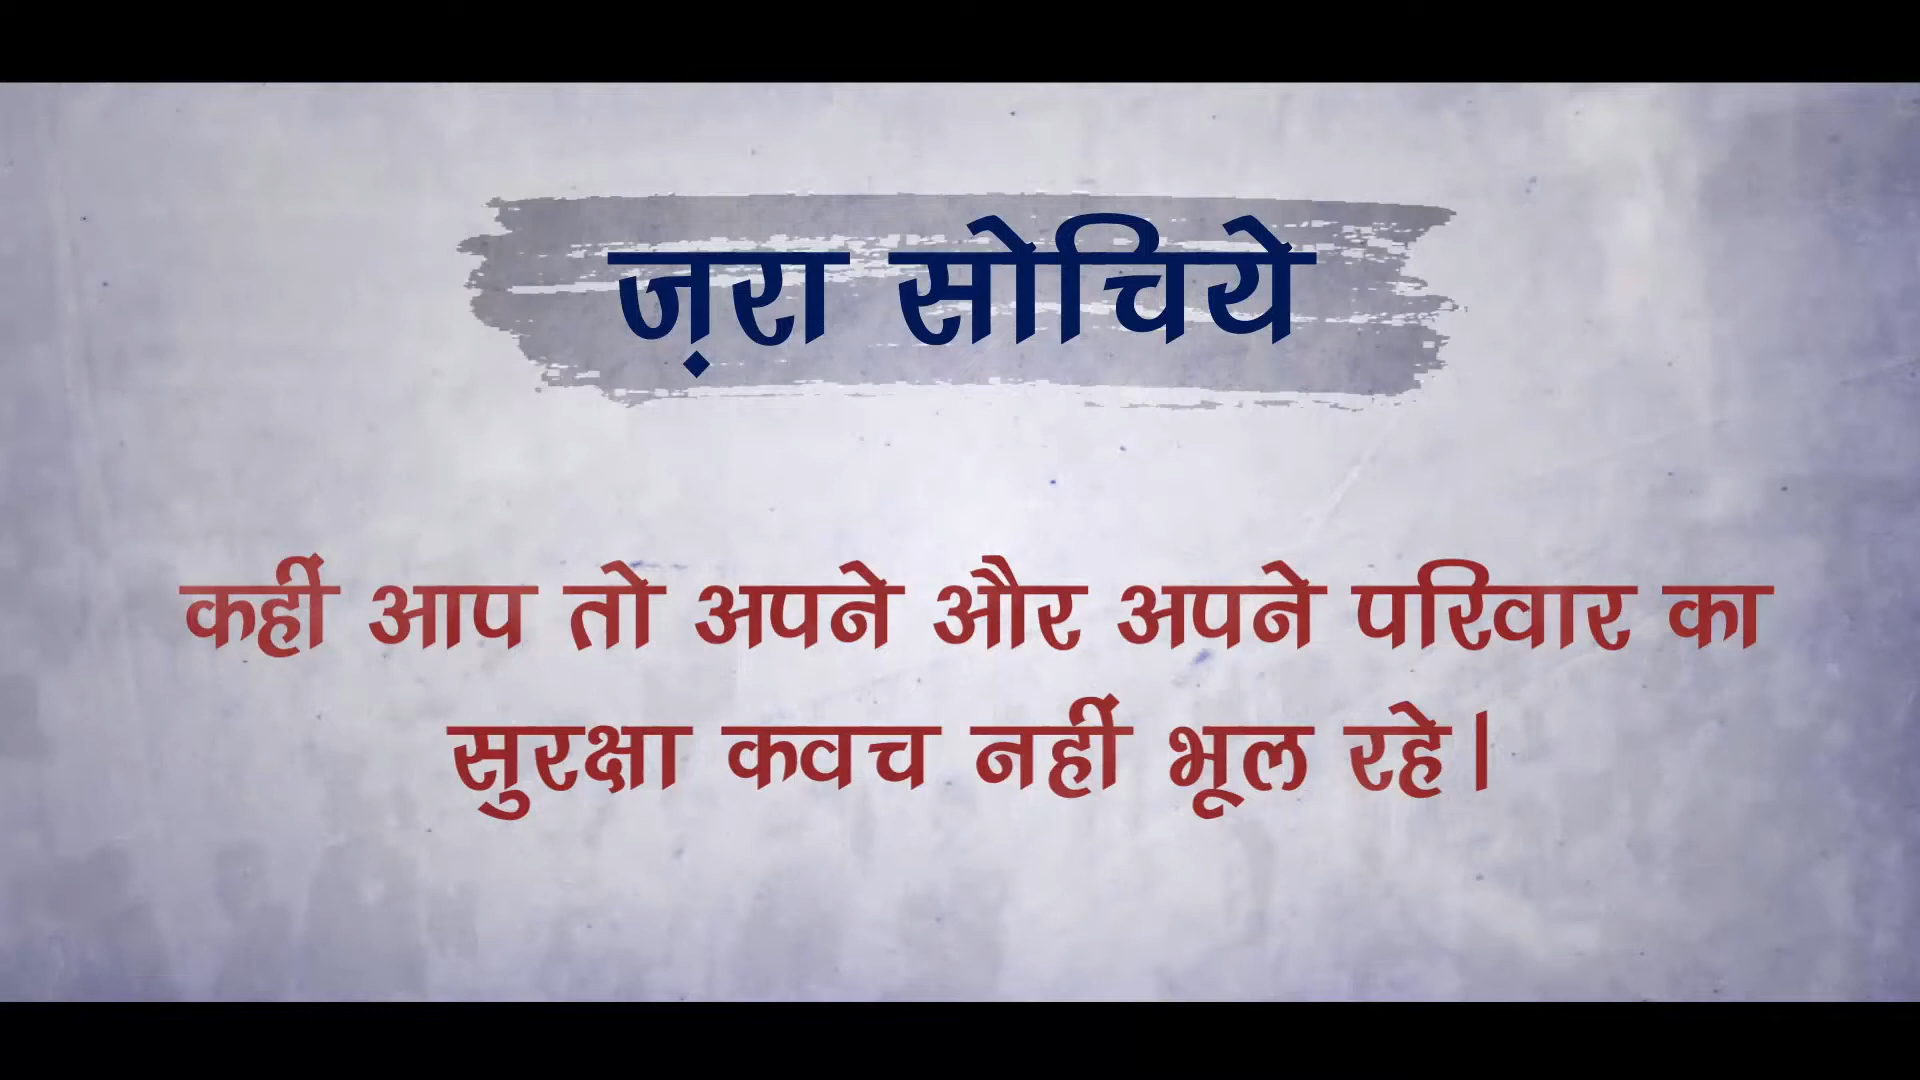 ज़रा सोचिये
कहीं आप तो अपने और अपने परिवार का
सुरक्षा कवच नहीं भूल रहे।